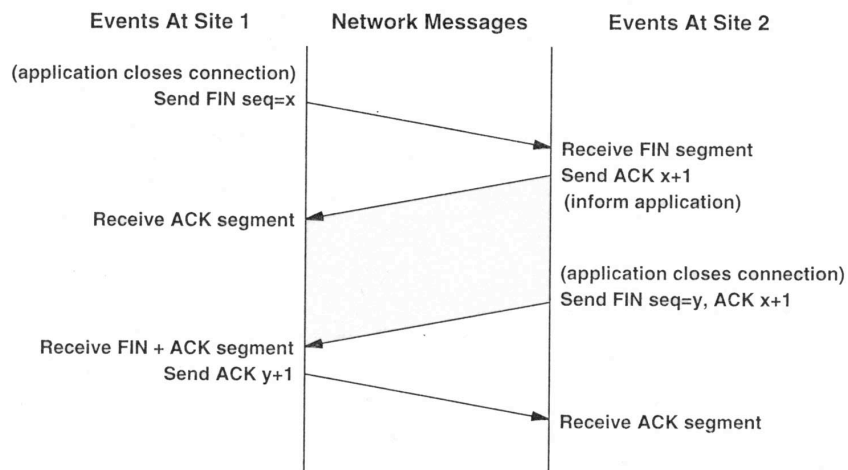 Events At Site 1
Network Messages
Events At Site 2
(application closes connection)
Send FIN seq=x
Receive FIN segment
Send ACK x+1
(inform application)
Receive ACK segment
(application closes connection)
Send FIN seq=y, ACK x+1
Receive FIN + ACK segment
Send ACK y+1
Receive ACK segment